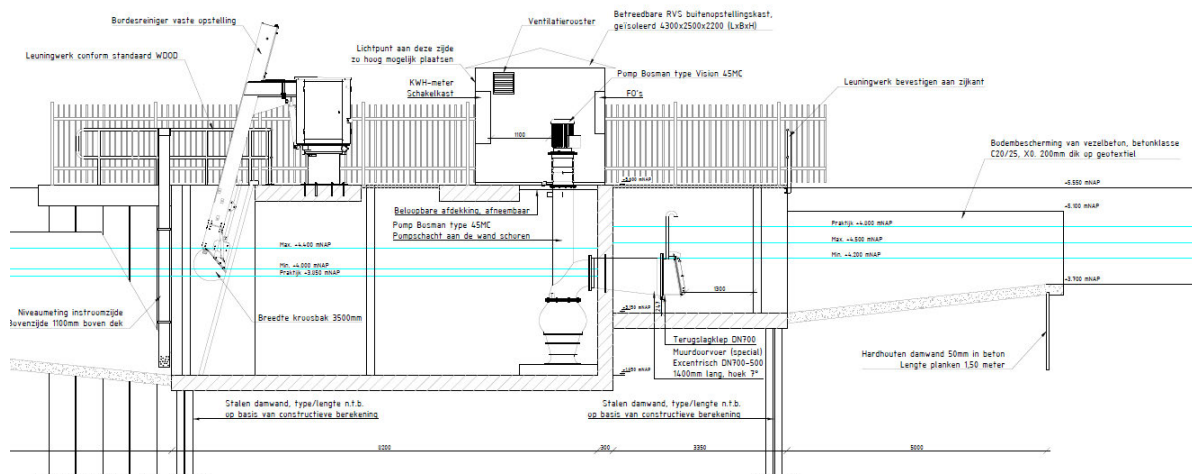 Bordesreiniger vaste opstelling
Leuningwerk conform standaard WDOD
Ventilatierooster
Betreedbare RVS buitenopstellingskast,
geïsoleerd 4300x2500x2200 (LxBxH)
Lichtpunt aan deze zijde
zo hoog mogelijk plaatsen
KWH-meter
Schakelkast
Pomp Bosman type Vision 45MC
FO's
Leuningwerk bevestigen aan zijkant
1100
Bodembescherming van vezelbeton, betonklasse
C20/25, X0. 200mm dik op geotextiel
+5.550 mNAP
+5.100 mNAP
Beloopbare afdekking, afneembaar
Pomp Bosman type 45MC
Pompschacht aan de wand schoren
Praktijk +4.800 mNAP
Max. +4.400 mNAP
Max. +4.500 mNAP
Min. +4.000 mNAP
Praktijk +3.850 mNAP
Min. +4.200 mNAP
+3.700 mNAP
1300
Niveaumeting instroomzijde
Bovenzijde 1100mm boven dek
Breedte kroosbak 3500mm
Terugslagklep DN700
Muurdoorvoer (special)
Excentrisch DN700-500
1400mm lang, hoek 7°
Hardhouten damwand 50mm in beton
Lengte planken 1,50 meter
Stalen damwand, type/lengte n.t.b.
op basis van constructieve berekening
Stalen damwand, type/lengte n.t.b.
op basis van constructieve berekening
11200
300
3350
5000